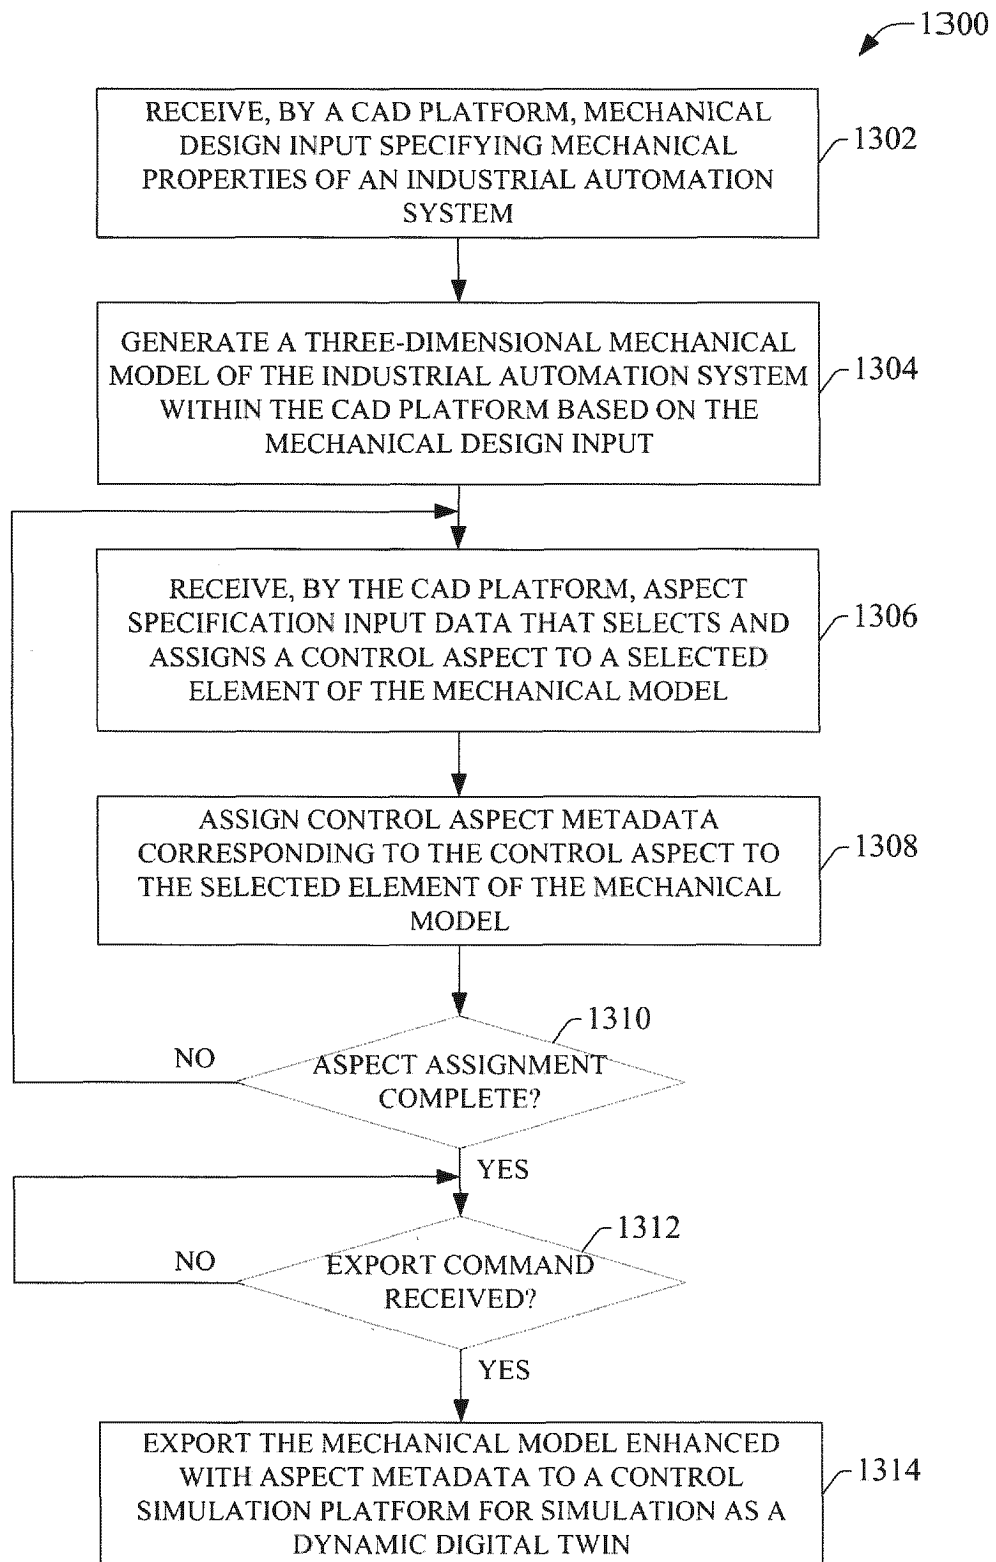 1300
RECEIVE, BY A CAD PLATFORM, MECHANICAL
DESIGN INPUT SPECIFYING MECHANICAL
PROPERTIES OF AN INDUSTRIAL AUTOMATION
SYSTEM
1302
GENERATE A THREE-DIMENSIONAL MECHANICAL
MODEL OF THE INDUSTRIAL AUTOMATION SYSTEM
WITHIN THE CAD PLATFORM BASED ON THE
MECHANICAL DESIGN INPUT
1304
RECEIVE, BY THE CAD PLATFORM, ASPECT
SPECIFICATION INPUT DATA THAT SELECTS AND
ASSIGNS A CONTROL ASPECT TO A SELECTED
ELEMENT OF THE MECHANICAL MODEL
1306
ASSIGN CONTROL ASPECT METADATA
CORRESPONDING TO THE CONTROL ASPECT TO
THE SELECTED ELEMENT OF THE MECHANICAL
MODEL
1308
1310
NO
ASPECT ASSIGNMENT
COMPLETE?
YES
1312
NO
EXPORT COMMAND
RECEIVED?
YES
EXPORT THE MECHANICAL MODEL ENHANCED
WITH ASPECT METADATA TO A CONTROL
SIMULATION PLATFORM FOR SIMULATION AS A
DYNAMIC DIGITAL TWIN
1314